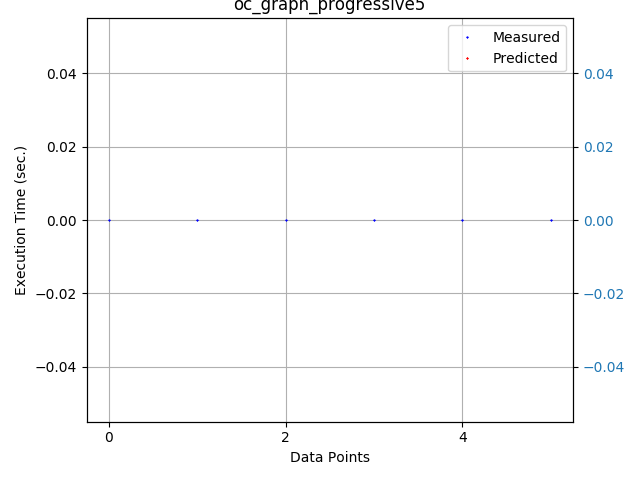 oc_graph_progressive5
Measured
Predicted
0.04
0.02
0.00
−0.02
−0.04
0.04
0.02
0.00
−0.02
−0.04
Execution Time (sec.)
0
2
4
Data Points